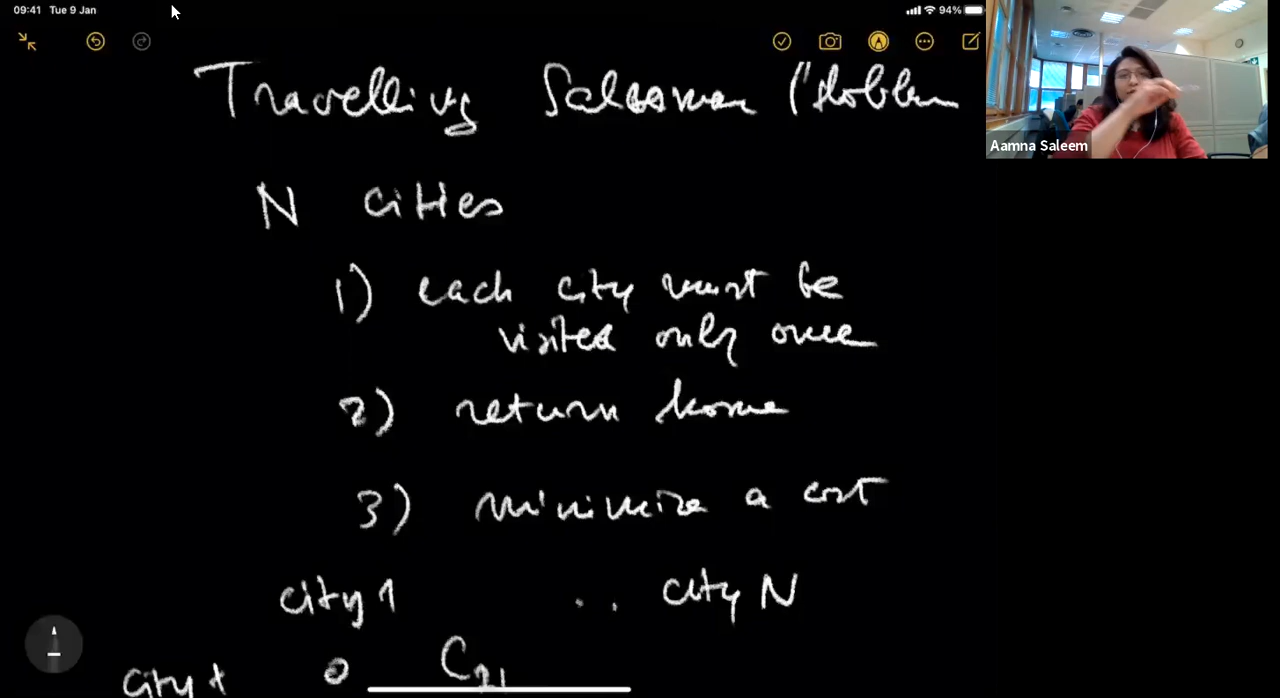 09:41 Tue 9 Jan
94%
Travelling Salesman Problem
Aamna Saleem
N cities
1) each city must be
visited only once
2) return home
3) minimize a cost
city 1 .. city N
city 1 0 C21